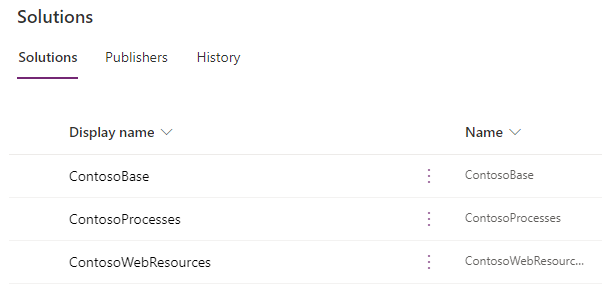 Solutions
Solutions Publishers History
Display name Name
ContosoBase ContosoBase
ContosoProcesses ContosoProcesses
ContosoWebResources ContosoWebResourc...